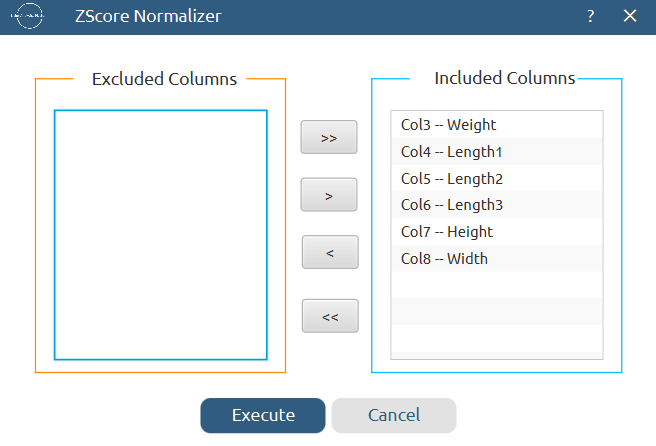 ZScore Normalizer
?
Excluded Columns
Included Columns
>>
>
<
<<
Col3 -- Weight
Col4 -- Length1
Col5 -- Length2
Col6 -- Length3
Col7 -- Height
Col8 -- Width
Execute
Cancel